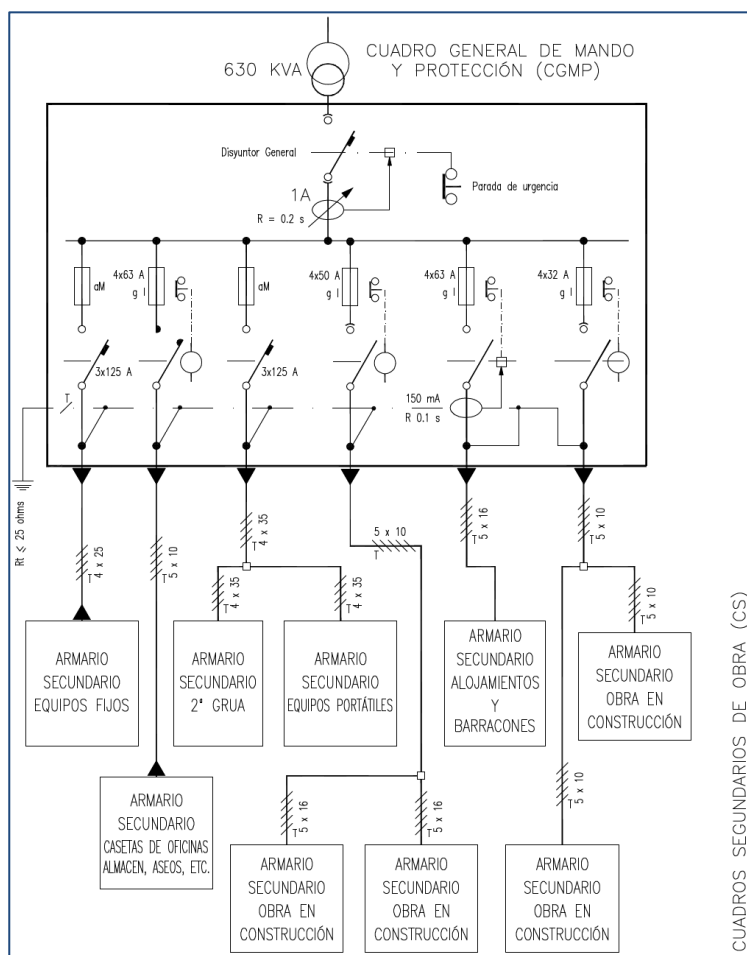 630 KVA
CUADRO GENERAL DE MANDO
Y PROTECCIÓN (CGMP)
Disyuntor General
Parada de urgencia
1A
R = 0.2 s
aM
4x63 A
g l
aM
4x50 A
g l
4x63 A
g l
4x32 A
g l
3x125 A
3x125 A
T
150 mA
R 0.1 s
Rt ≤ 25 ohms
T 4 x 25
T 5 x 10
T 4 x 35
5 x 10
T
T 5 x 16
T 5 x 10
T 4 x 35
T 4 x 35
T 5 x 10
ARMARIO
SECUNDARIO
EQUIPOS FIJOS
ARMARIO
SECUNDARIO
2ª GRUA
ARMARIO
SECUNDARIO
EQUIPOS PORTÁTILES
ARMARIO
SECUNDARIO
ALOJAMIENTOS
Y
BARRACONES
ARMARIO
SECUNDARIO
OBRA EN
CONSTRUCCIÓN
ARMARIO
SECUNDARIO
CASETAS DE OFICINAS
ALMACEN, ASEOS, ETC.
T 5 x 16
T 5 x 16
T 5 x 10
ARMARIO
SECUNDARIO
OBRA EN
CONSTRUCCIÓN
ARMARIO
SECUNDARIO
OBRA EN
CONSTRUCCIÓN
ARMARIO
SECUNDARIO
OBRA EN
CONSTRUCCIÓN
CUADROS SEGUNDARIOS DE OBRA (CS)